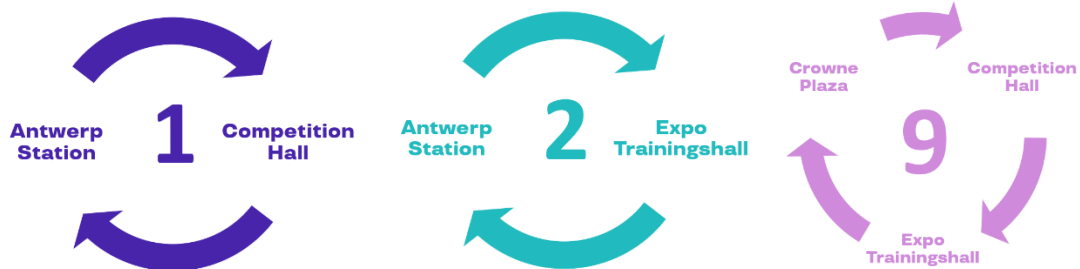 Antwerp
Station
1
Competition
Hall
Antwerp
Station
2
Expo
Trainingshall
Crowne
Plaza
9
Competition
Hall
Expo
Trainingshall